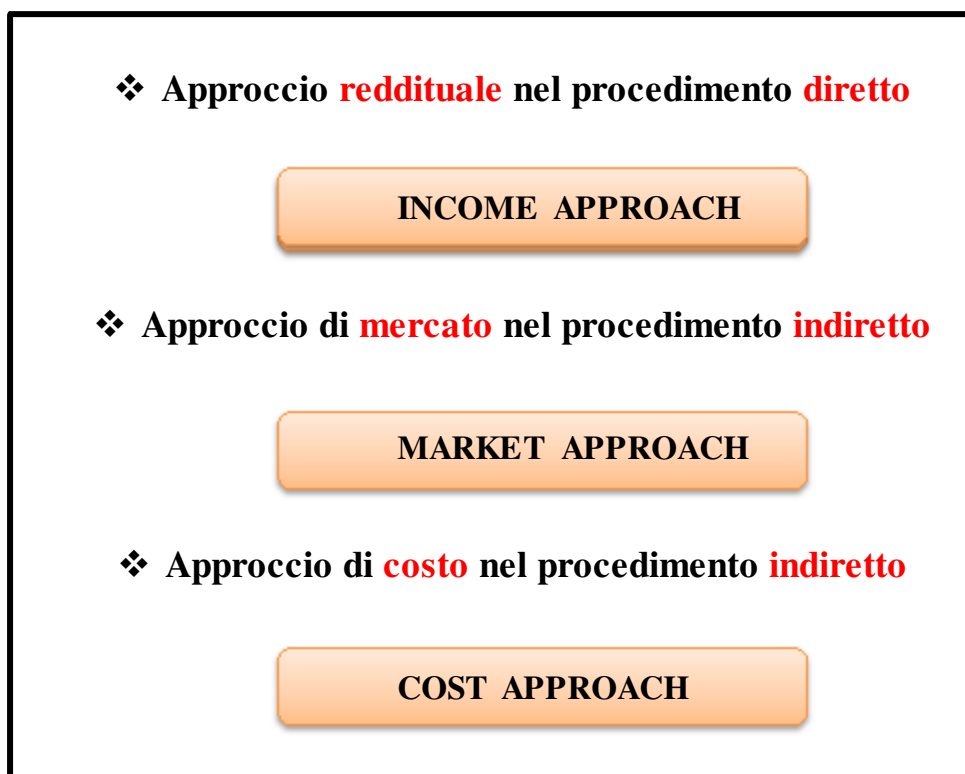 ❖ Approccio reddituale nel procedimento diretto
INCOME APPROACH
❖ Approccio di mercato nel procedimento indiretto
MARKET APPROACH
❖ Approccio di costo nel procedimento indiretto
COST APPROACH